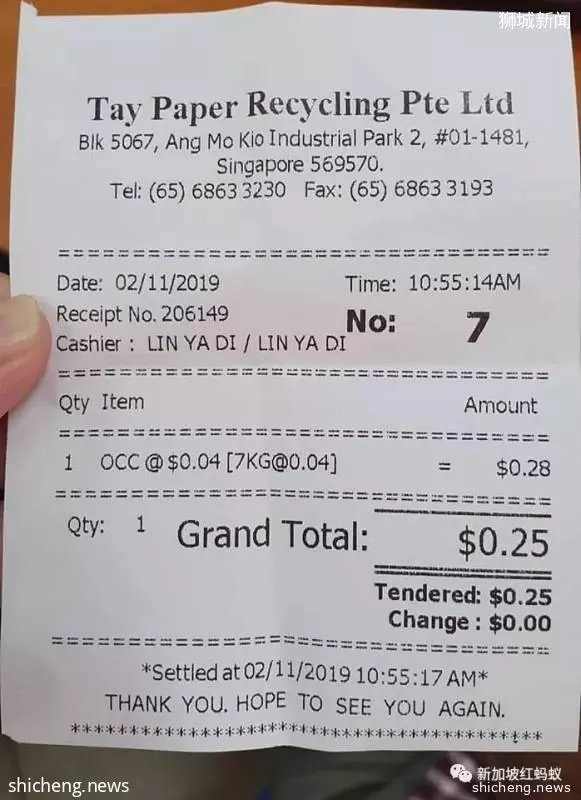 狮城新闻
Tay Paper Recycling Pte Ltd
Blk 5067, Ang Mo Kio Industrial Park 2, #01-1481,
Singapore 569570.
Tel: (65) 6863 3230 Fax: (65) 6863 3193
================================================
Date: 02/11/2019 Time: 10:55:14AM
Receipt No. 206149 No: 7
Cashier : LIN YA DI / LIN YA DI
================================================
Qty Item Amount
================================================
1 OCC @ $0.04 [7KG@0.04] = $0.28
================================================
Qty: 1 Grand Total: $0.25
Tendered: $0.25
Change : $0.00
================================================
*Settled at 02/11/2019 10:55:17 AM*
THANK YOU. HOPE TO SEE YOU AGAIN.
******************************************
新加坡红蚂蚁
shicheng.news shicheng.news